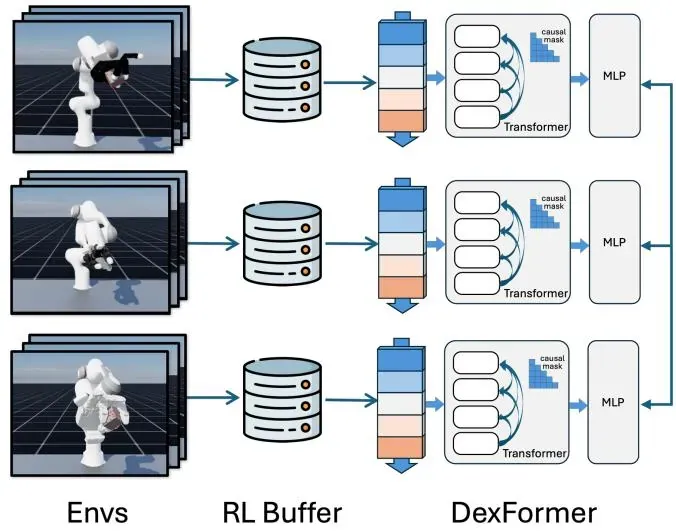 causal
mask
Transformer
MLP
causal
mask
Transformer
MLP
causal
mask
Transformer
MLP
Envs
RL Buffer
DexFormer